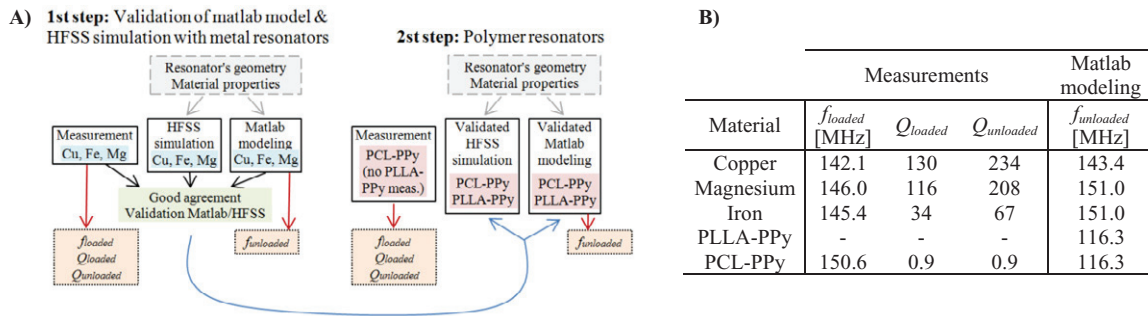 A)
1st step: Validation of matlab model &
HFSS simulation with metal resonators
Resonator's geometry
Material properties
Measurement
Cu, Fe, Mg
HFSS
simulation
Cu, Fe, Mg
Matlab
modeling
Cu, Fe, Mg
Good agreement
Validation Matlab/HFSS
floaded
Qloaded
Qunloaded
funloaded
2nd step: Polymer resonators
Resonator's geometry
Material properties
Measurement
PCL-PPy
(no PLLA-
PPy meas.)
Validated
HFSS
simulation
PCL-PPy
PLLA-PPy
Validated
Matlab
modeling
PCL-PPy
PLLA-PPy
floaded
Qloaded
Qunloaded
funloaded
B)
Measurements Matlab
modeling
Material floaded [MHz] Qloaded Qunloaded funloaded [MHz]
Copper 142.1 130 234 143.4
Magnesium 146.0 116 208 151.0
Iron 145.4 34 67 151.0
PLLA-PPy - - - 116.3
PCL-PPy 150.6 0.9 0.9 116.3